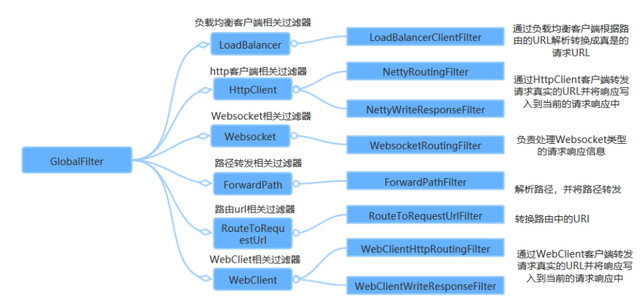 负载均衡客户端相关过滤器
LoadBalancer
LoadBalancerClientFilter
通过负载均衡客户端根据路
由的URL解析转换成真是的
请求URL
http客户端相关过滤器
HttpClient
NettyRoutingFilter
NettyWriteResponseFilter
通过HttpClient客户端转发
请求真实的URL并将响应写
入到当前的请求响应中
Websocket相关过滤器
Websocket
WebsocketRoutingFilter
负责处理Websocket类型
的请求响应信息
GlobalFilter
路径转发相关过滤器
ForwardPath
ForwardPathFilter
解析路径，并将路径转发
路由url相关过滤器
RouteToRequ
estUrl
RouteToRequestUrlFilter
转换路由中的URI
WebCliet相关过滤器
WebClient
WebClientHttpRoutingFilter
WebClientWriteResponseFilter
通过WebClient客户端转发
请求真实的URL并将响应写
入到当前的请求响应中